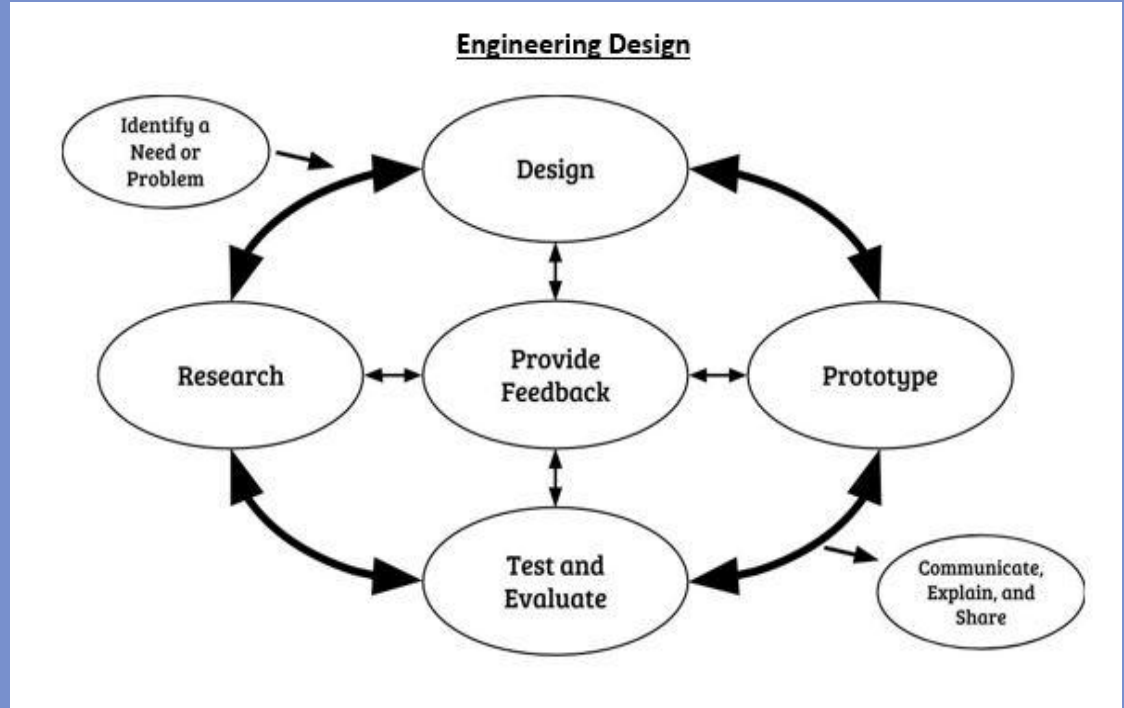 Engineering Design
Identify a
Need or
Problem
Design
Research
Provide
Feedback
Prototype
Test and
Evaluate
Communicate,
Explain, and
Share